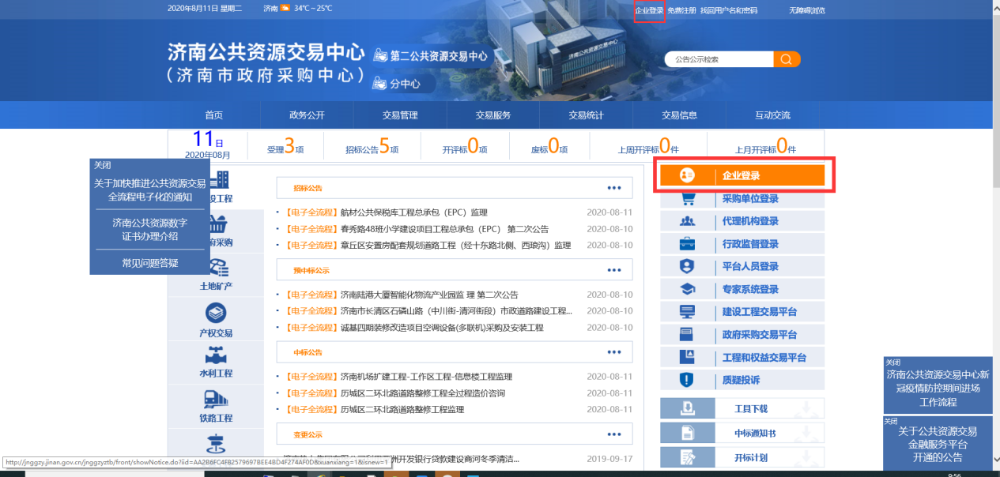 2020年8月11日 星期二 济南 34℃～25℃
企业登录 免费注册 找回用户名和密码 无障碍浏览
济南公共资源交易中心
（济南市政府采购中心）
第二公共资源交易中心
分中心
济南公共资源交易中心
公告公示检索
首页 政务公开 交易管理 交易服务 交易统计 交易信息 互动交流
11日
2020年08月
受理3项 招标公告5项 开评标0项 废标0项 上周开评标0件 上月开评标0件
关闭
关于加快推进公共资源交易
全流程电子化的通知
济南公共资源数字
证书办理介绍
常见问题答疑
设工程
府采购
土地矿产
产权交易
水利工程
铁路工程
招标公告 •••
【电子全流程】航材公共保税库工程总承包（EPC）监理 2020-08-11
【电子全流程】春秀路48班小学建设项目工程总承包（EPC） 第二次公告 2020-08-11
【电子全流程】章丘区安置房配套规划道路工程（经十东路北侧、西琅沟）监理 2020-08-10
预中标公示 •••
【电子全流程】济南陆港大厦智能化物流产业园监 理 第二次公告 2020-08-10
【电子全流程】济南市长清区石磷山路（中川街-清河街段）市政道路建设工程... 2020-08-10
【电子全流程】诚基四期装修改造项目空调设备(多联机)采购及安装工程 2020-08-10
中标公告 •••
【电子全流程】济南机场扩建工程-工作区工程-信息楼工程监理 2020-08-11
【电子全流程】历城区二环北路道路整修工程全过程造价咨询 2020-08-11
【电子全流程】历城区二环北路道路整修工程监理 2020-08-11
变更公示 •••
开发银行贷款建设商河冬季清洁... 2019-09-17
企业登录
采购单位登录
代理机构登录
行政监督登录
平台人员登录
专家系统登录
建设工程交易平台
政府采购交易平台
工程和权益交易平台
质疑投诉
工具下载
中标通知书
开标计划
关闭
济南公共资源交易中心新
冠疫情防控期间进场
工作流程
关闭
关于公共资源交易
金融服务平台
开通的公告
http://jnggzy.jinan.gov.cn/jnggzyztb/front/showNotice.do?iid=AA2B6FC4F82579697BEE4BD4F274AF0D&xuanxiang=1&isnew=1
9:56